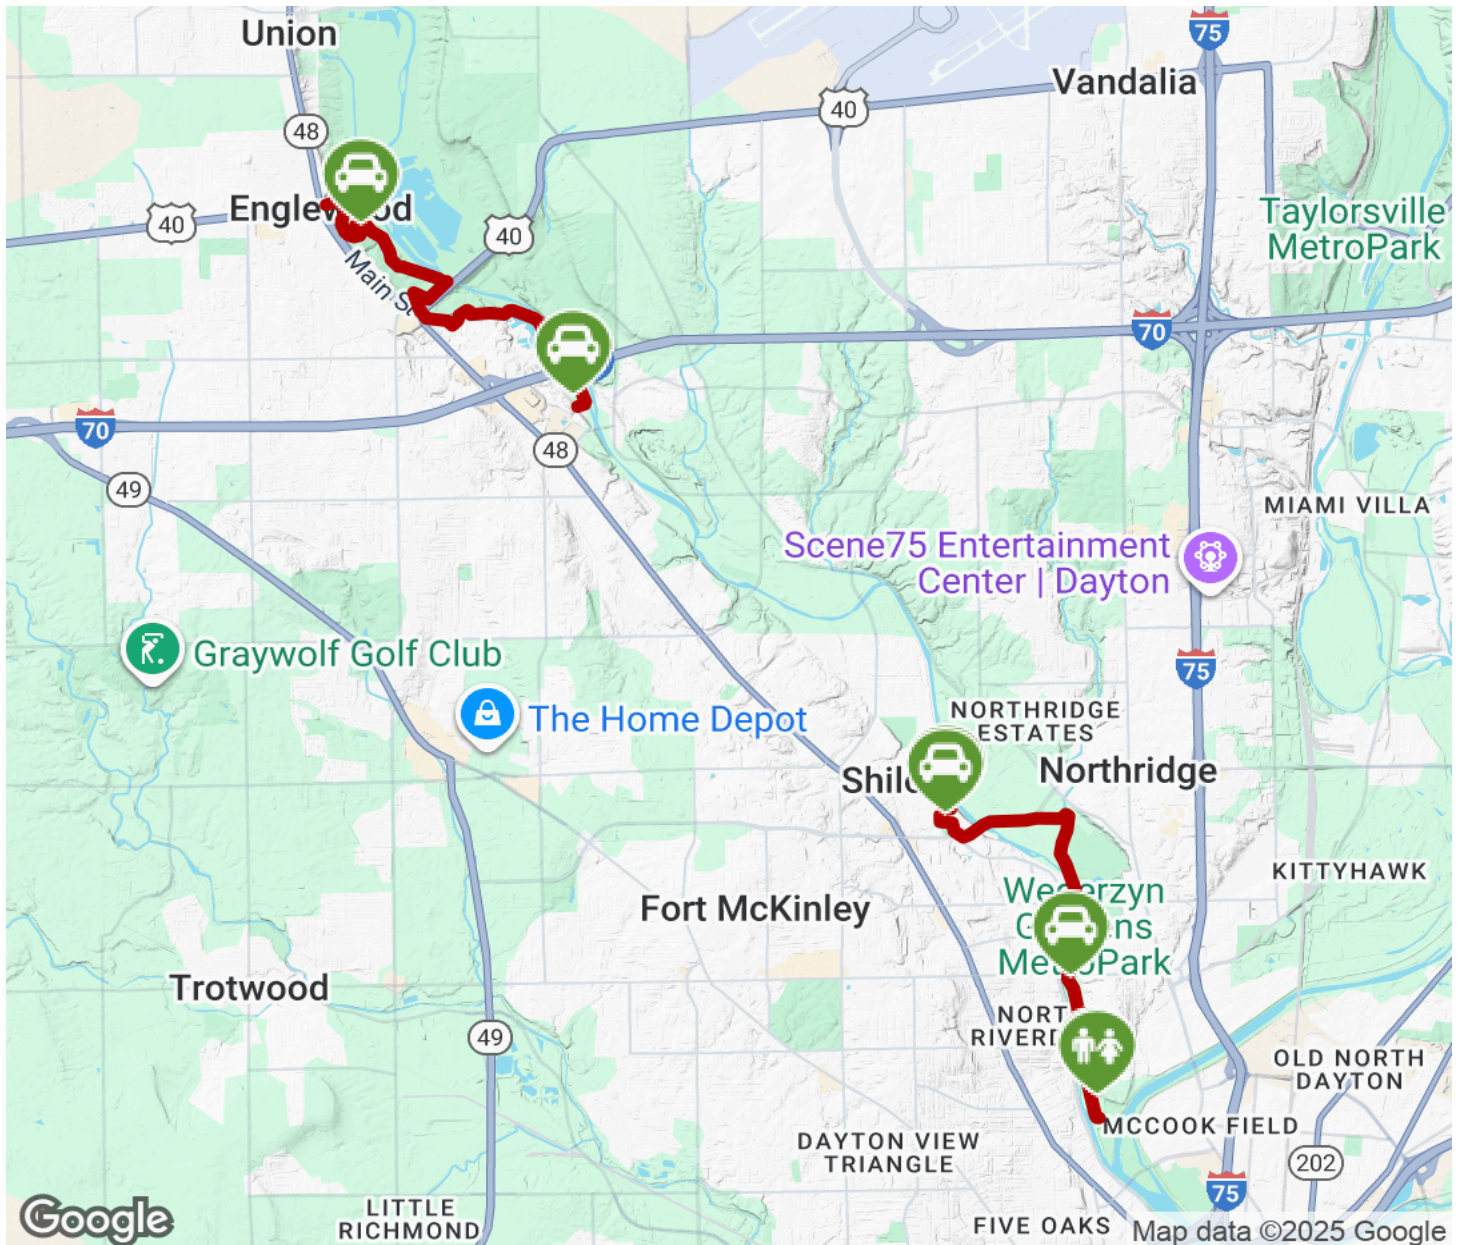 Union
75
Vandalia
40
48
Englewood
40
40
Taylorsville
MetroPark
Main St
70
70
48
49
MIAMI VILLA
Scene75 Entertainment
Center | Dayton
Graywolf Golf Club
75
The Home Depot
NORTHRIDGE
ESTATES
Northridge
KITTYHAWK
Fort McKinley
MetroPark
Trotwood
49
OLD NORTH
DAYTON
MCCOOK FIELD
DAYTON VIEW
TRIANGLE
202
75
LITTLE
RICHMOND
FIVE OAKS
Google
Map data ©2025 Google